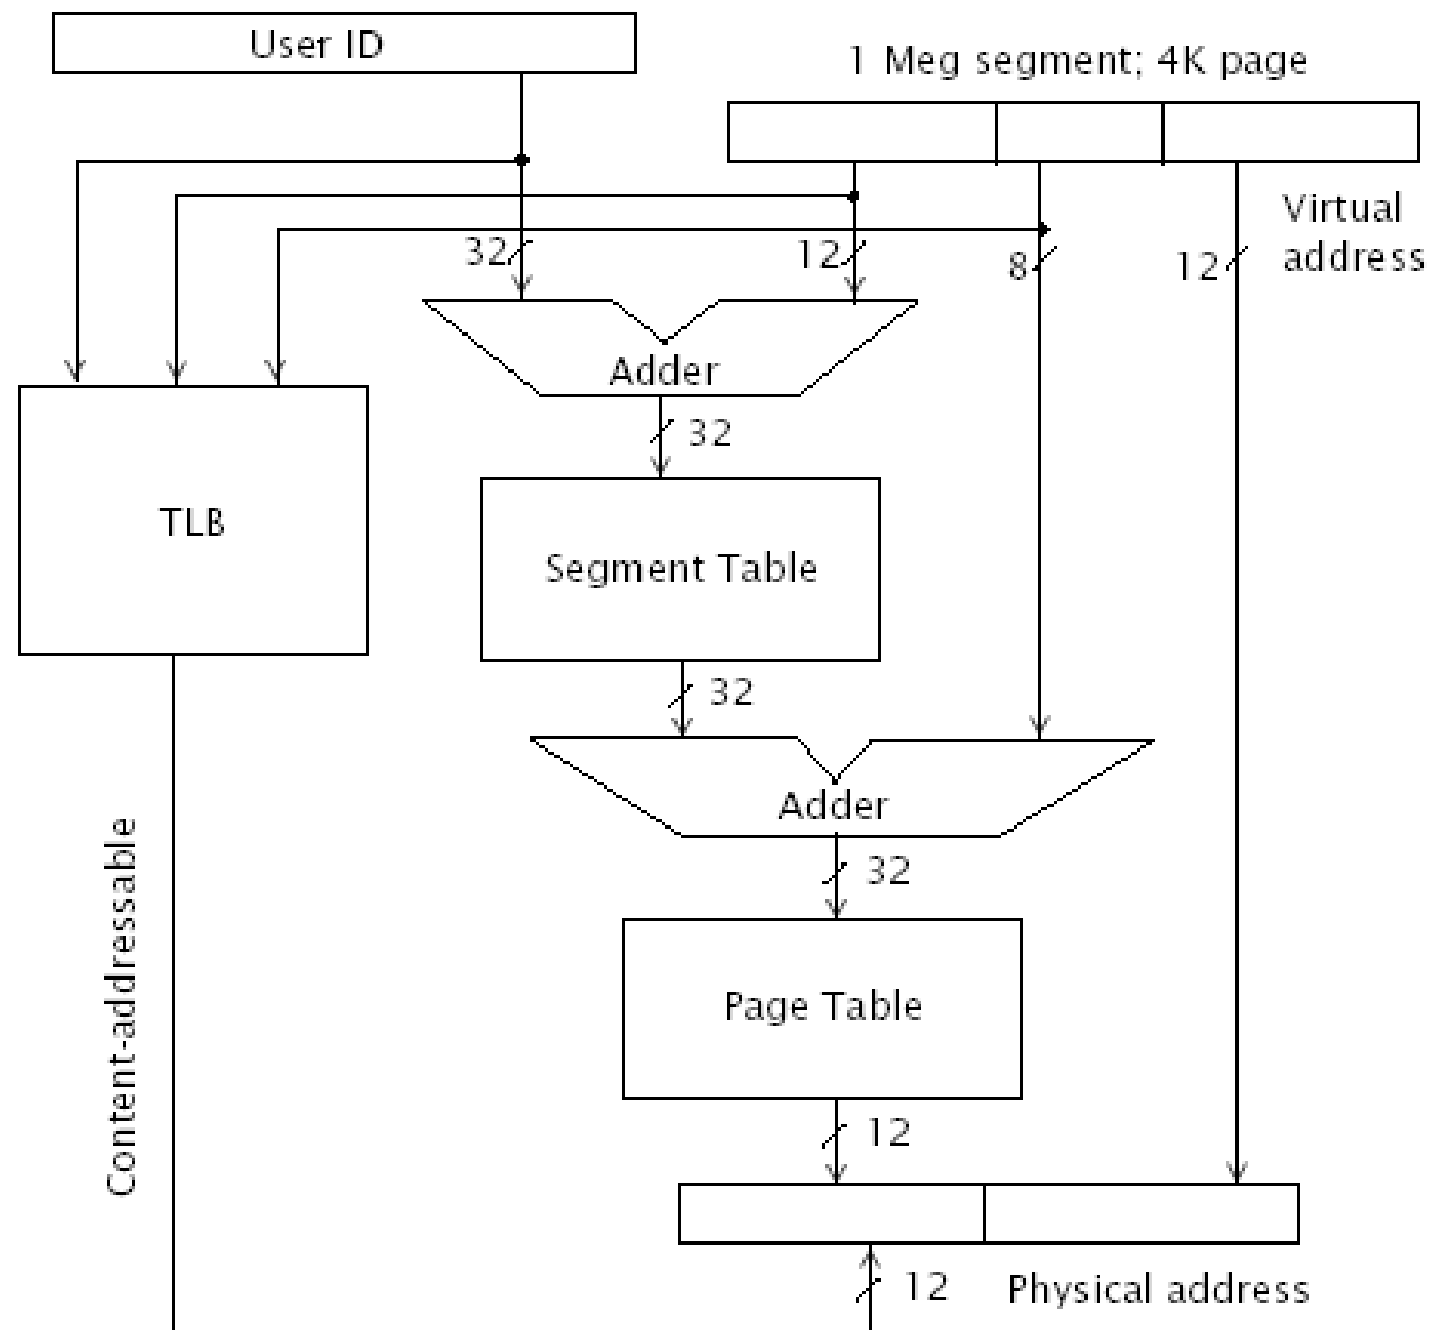 User ID
1 Meg segment; 4K page
Virtual
address
32
12
8
12
Adder
32
TLB
Segment Table
32
Adder
32
Content-addressable
Page Table
12
12
Physical address